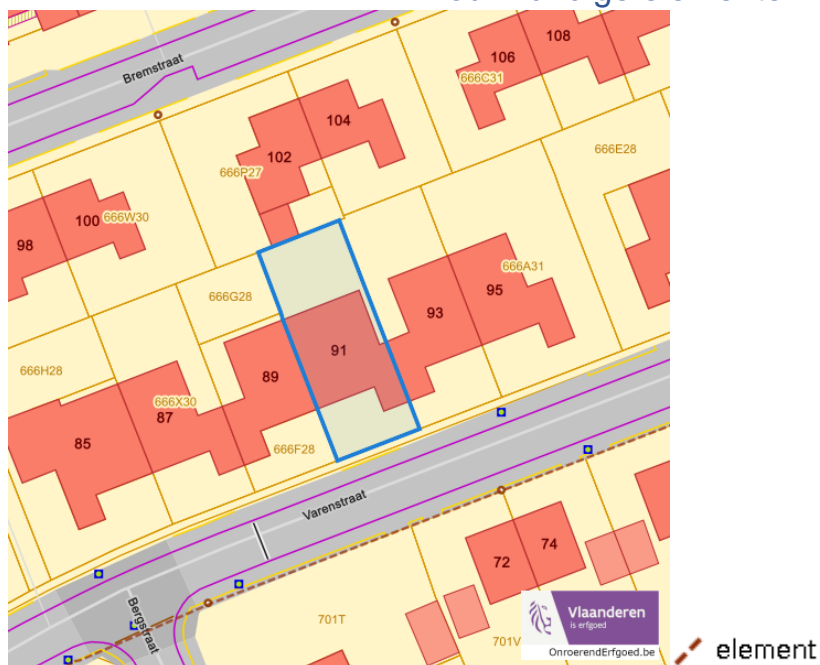 Bremstraat
106
108
666C31
104
102
666P27
666E28
100
666W30
98
666A31
95
93
666G28
91
89
666H28
666X30
87
85
666F28
Varenstraat
72
74
Bergstraat
701T
701V
Vlaanderen
is erfgoed
OnroerendErfgoed.be
element